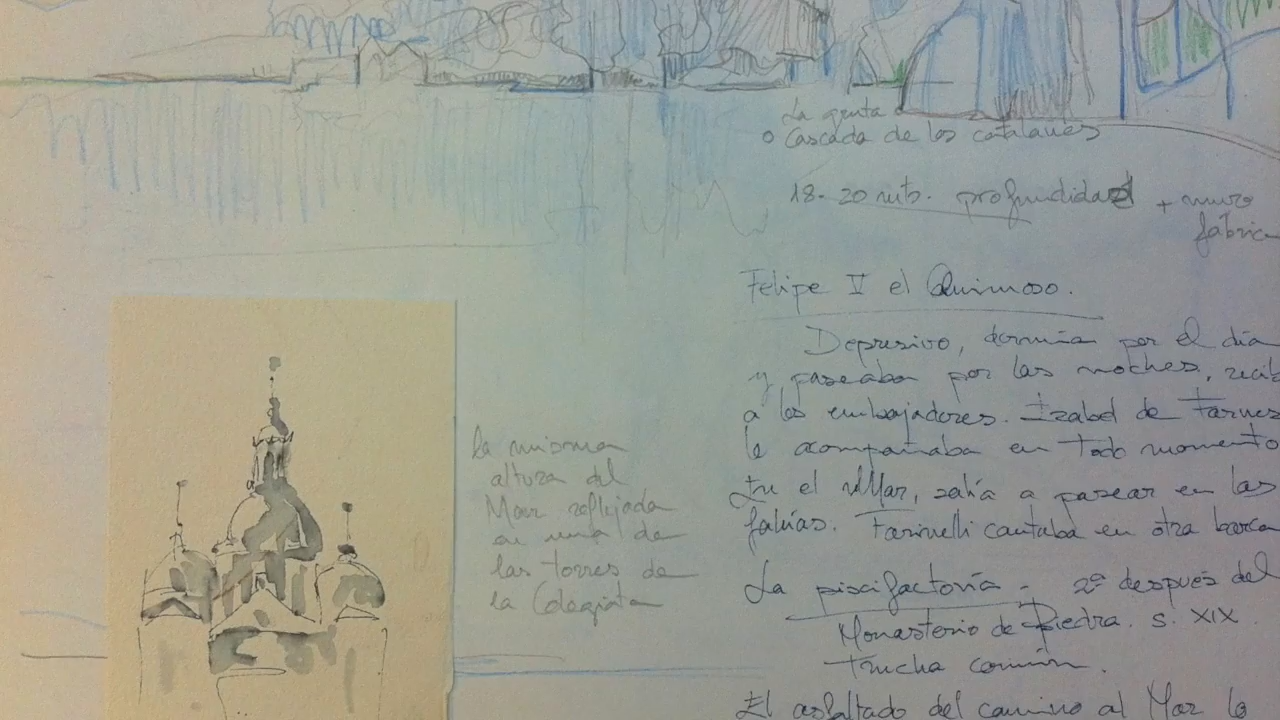 La gruta
o Cascada de los catalanes
18-20 mts. profundidad + muro
fábrica
Felipe V el Animoso.
Depresivo, dormía por el día
y paseaba por las noches, recib
a los embajadores. Izabel de Farnes
le acompañaba en todo momento
En el Mar, salía a pasear en las
falúas. Farinelli cantaba en otra barca
la misma
altura del
Mar reflejada
en una de
las torres de
la Colegiata
La piscifactoría - 2ª después del
Monasterio de Piedra. S. XIX
Trucha común.
El asfaltado del camino al Mar lo